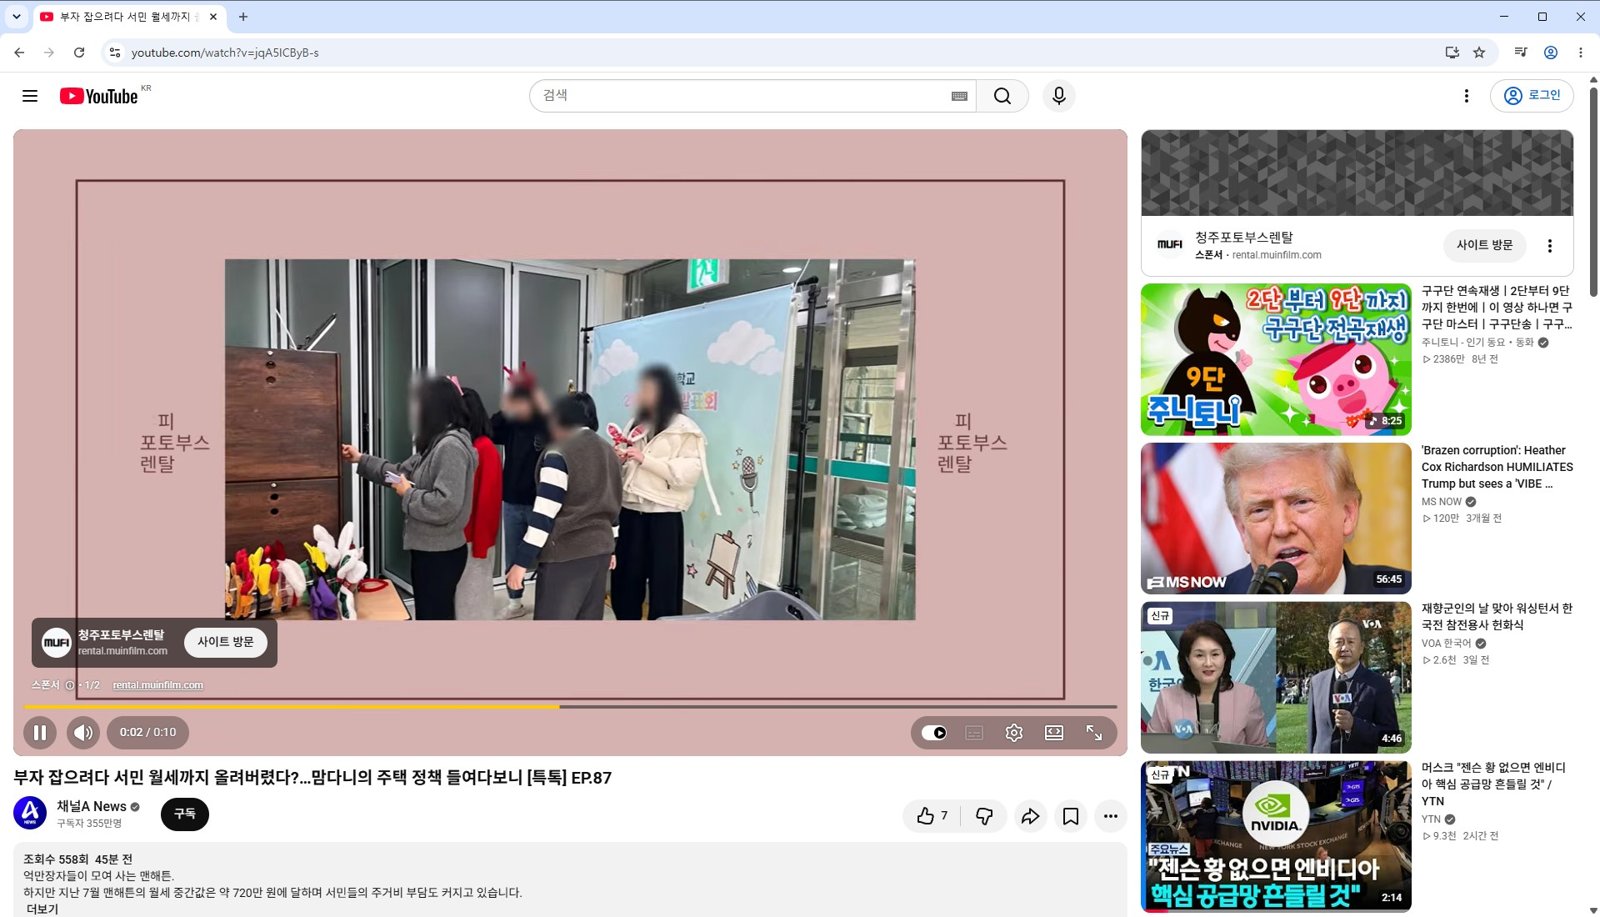 부자 잡으려다 서민 월세까지
youtube.com/watch?v=jqA5ICByB-s
YouTube KR
검색
로그인
피
포토부스
렌탈
피
포토부스
렌탈
학교
발표회
MUFI
청주포토부스렌탈
rental.muinfilm.com
사이트 방문
스폰서 · 1/2 rental.muinfilm.com
0:02 / 0:10
부자 잡으려다 서민 월세까지 올려버렸다?...맘다니의 주택 정책 들여다보니 [특톡] EP.87
채널A News
구독자 355만명
구독
7
조회수 558회 45분 전
억만장자들이 모여 사는 맨해튼.
하지만 지난 7월 맨해튼의 월세 중간값은 약 720만 원에 달하며 서민들의 주거비 부담도 커지고 있습니다.
더보기
MUFI
청주포토부스렌탈
스폰서 · rental.muinfilm.com
사이트 방문
2단부터 9단까지
구구단 전곡재생
9단
주니토니
8:25
구구단 연속재생 | 2단부터 9단
까지 한번에 | 이 영상 하나면 구
구단 마스터 | 구구단송 | 구구...
주니토니 - 인기 동요 • 동화
2386만 8년 전
MS NOW
56:45
'Brazen corruption': Heather
Cox Richardson HUMILIATES
Trump but sees a 'VIBE ...
MS NOW
120만 3개월 전
신규
VOA
VOA
VOA
4:46
재향군인의 날 맞아 워싱턴서 한
국전 참전용사 헌화식
VOA 한국어
2.6천 3일 전
신규
NVIDIA
NEW YORK STOCK EXCHANGE
주요뉴스
"젠슨 황 없으면 엔비디아
핵심 공급망 흔들릴 것"
2:14
머스크 "젠슨 황 없으면 엔비디
아 핵심 공급망 흔들릴 것" /
YTN
YTN
9.3천 2시간 전